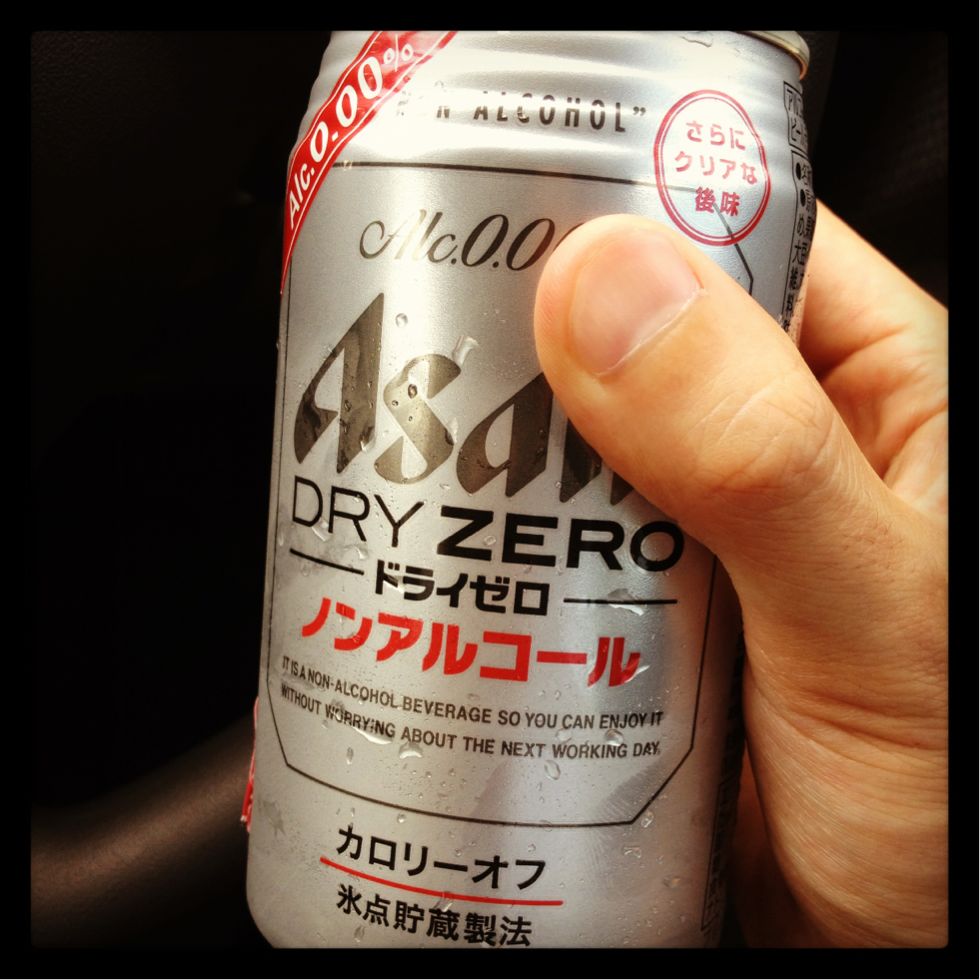 Alc.0.00%
ALCOHOL"
さらに
クリアな
後味
Alc.0.0
Asah
DRY ZERO
ドライゼロ
ノンアルコール
IT IS A NON-ALCOHOL BEVERAGE SO YOU CAN ENJOY IT
WITHOUT WORRYING ABOUT THE NEXT WORKING DAY.
カロリーオフ
氷点貯蔵製法